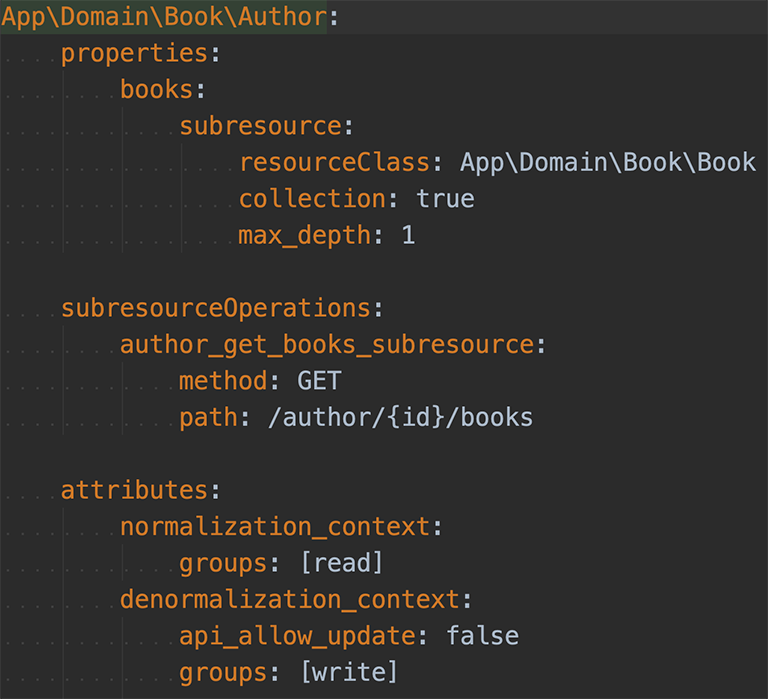 App\Domain\Book\Author:
    properties:
        books:
            subresource:
                resourceClass: App\Domain\Book\Book
                collection: true
                max_depth: 1

    subresourceOperations:
        author_get_books_subresource:
            method: GET
            path: /author/{id}/books

    attributes:
        normalization_context:
            groups: [read]
        denormalization_context:
            api_allow_update: false
            groups: [write]